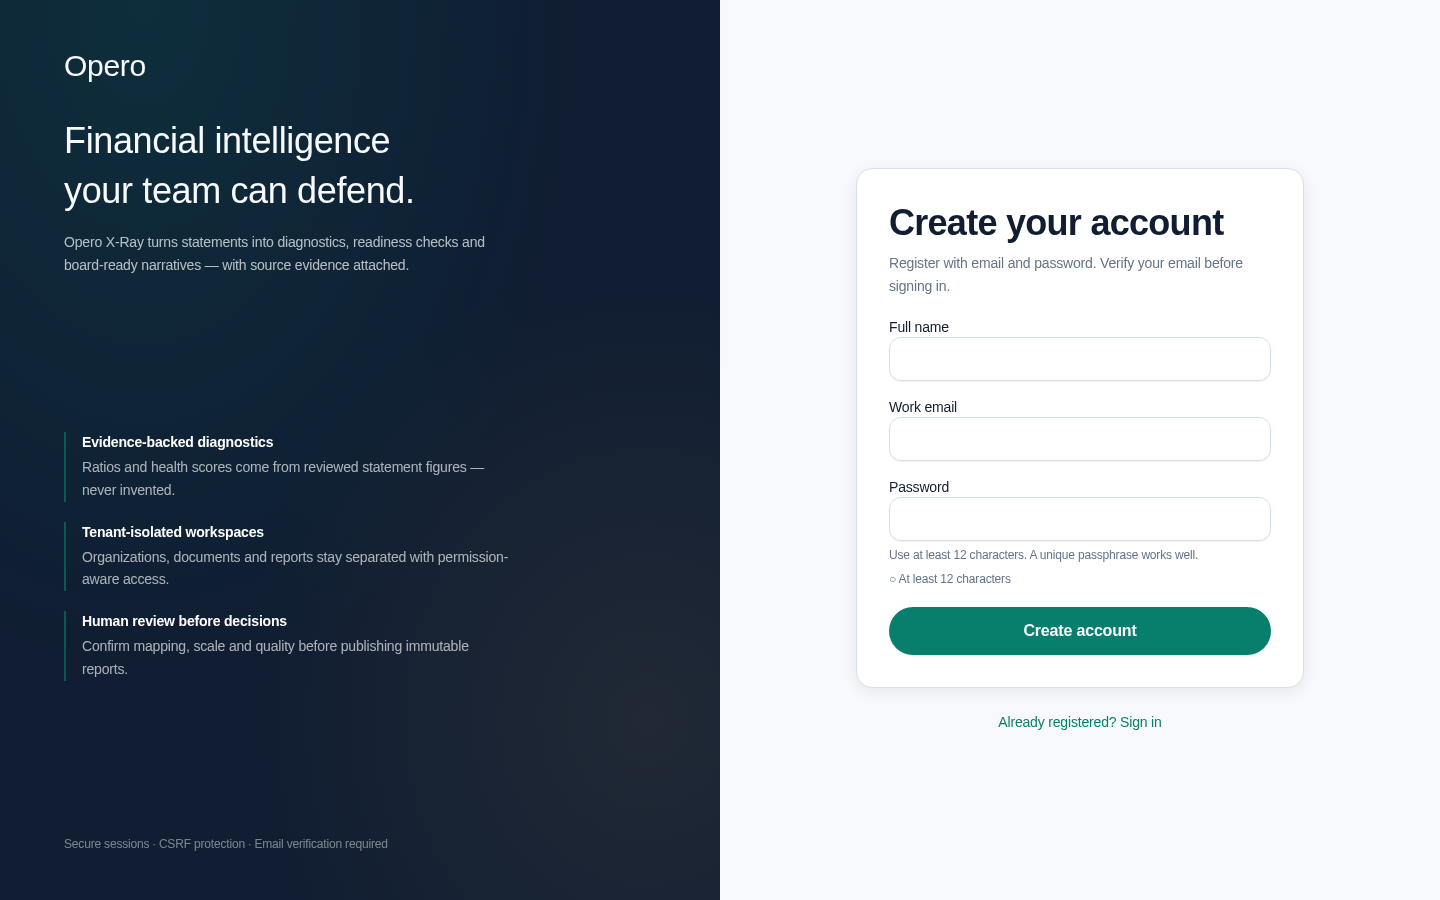 Opero
Financial intelligence
your team can defend.
Opero X-Ray turns statements into diagnostics, readiness checks and
board-ready narratives — with source evidence attached.
Evidence-backed diagnostics
Ratios and health scores come from reviewed statement figures —
never invented.
Tenant-isolated workspaces
Organizations, documents and reports stay separated with permission-
aware access.
Human review before decisions
Confirm mapping, scale and quality before publishing immutable
reports.
Secure sessions · CSRF protection · Email verification required
Create your account
Register with email and password. Verify your email before
signing in.
Full name
Work email
Password
Use at least 12 characters. A unique passphrase works well.
○ At least 12 characters
Create account
Already registered? Sign in